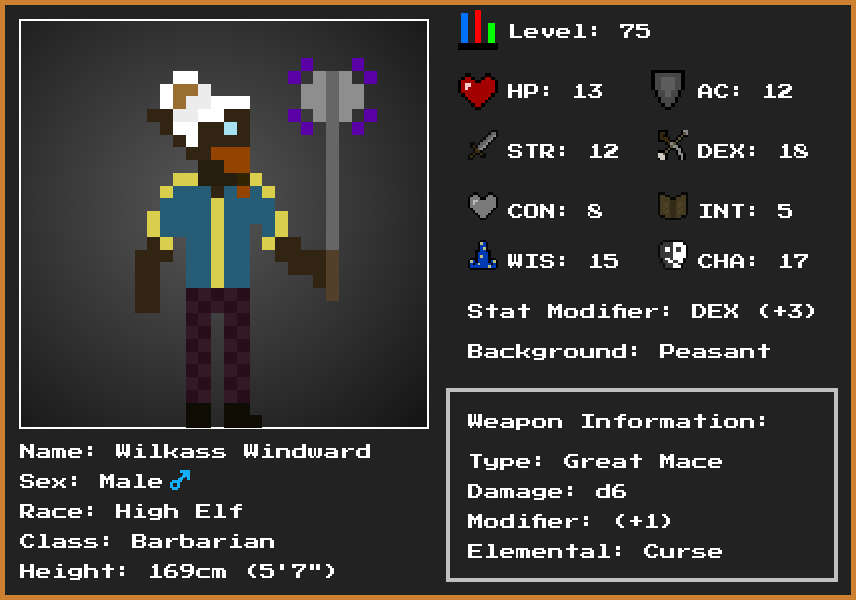 Level: 75
HP: 13
AC: 12
STR: 12
DEX: 18
CON: 8
INT: 5
WIS: 15
CHA: 17
Stat Modifier: DEX (+3)
Background: Peasant
Weapon Information:
Type: Great Mace
Damage: d6
Modifier: (+1)
Elemental: Curse
Name: Wilkass Windward
Sex: Male♂
Race: High Elf
Class: Barbarian
Height: 169cm (5'7")